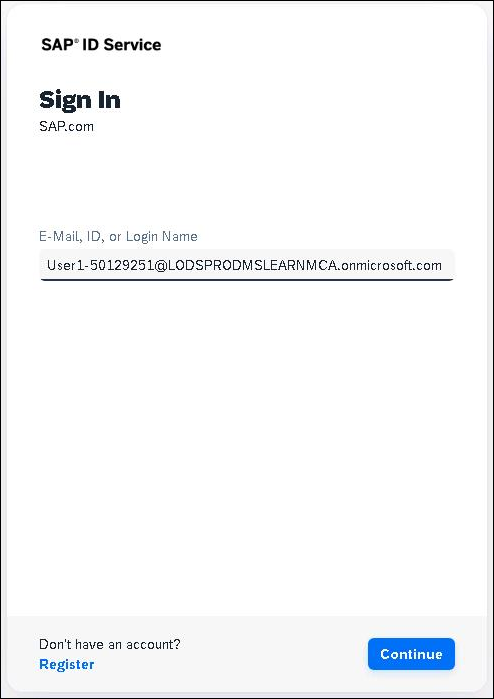 SAP® ID Service
Sign In
SAP.com
E-Mail, ID, or Login Name
User1-50129251@LODSPRODMSLEARNMCA.onmicrosoft.com
Don't have an account?
Register
Continue